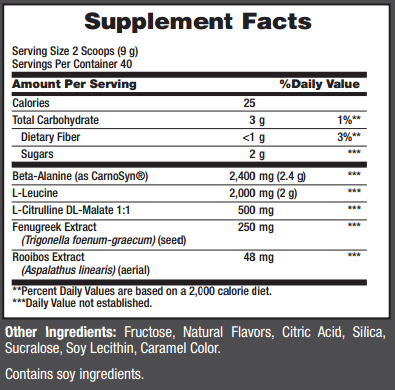 Supplement Facts
Serving Size 2 Scoops (9 g)
Servings Per Container 40
Amount Per Serving %Daily Value
Calories 25
Total Carbohydrate 3 g 1%**
Dietary Fiber <1 g 3%**
Sugars 2 g ***
Beta-Alanine (as CarnoSyn®) 2,400 mg (2.4 g) ***
L-Leucine 2,000 mg (2 g) ***
L-Citrulline DL-Malate 1:1 500 mg ***
Fenugreek Extract 250 mg ***
(Trigonella foenum-graecum) (seed)
Rooibos Extract 48 mg ***
(Aspalathus linearis) (aerial)
**Percent Daily Values are based on a 2,000 calorie diet.
***Daily Value not established.
Other Ingredients: Fructose, Natural Flavors, Citric Acid, Silica,
Sucralose, Soy Lecithin, Caramel Color.
Contains soy ingredients.